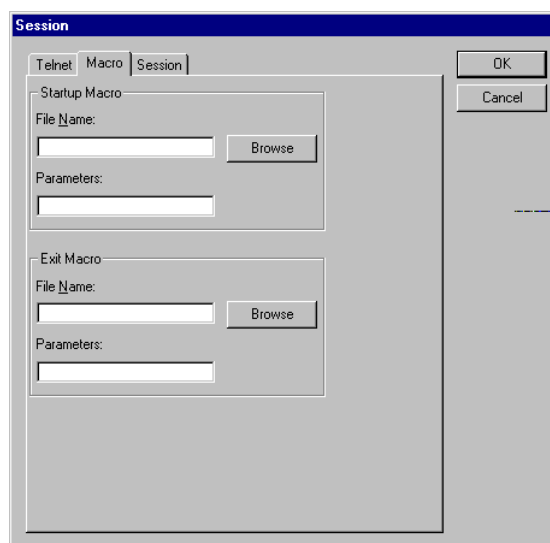 Session
Telnet Macro Session
OK
Cancel
Startup Macro
File Name:
Browse
Parameters:
Exit Macro
File Name:
Browse
Parameters: